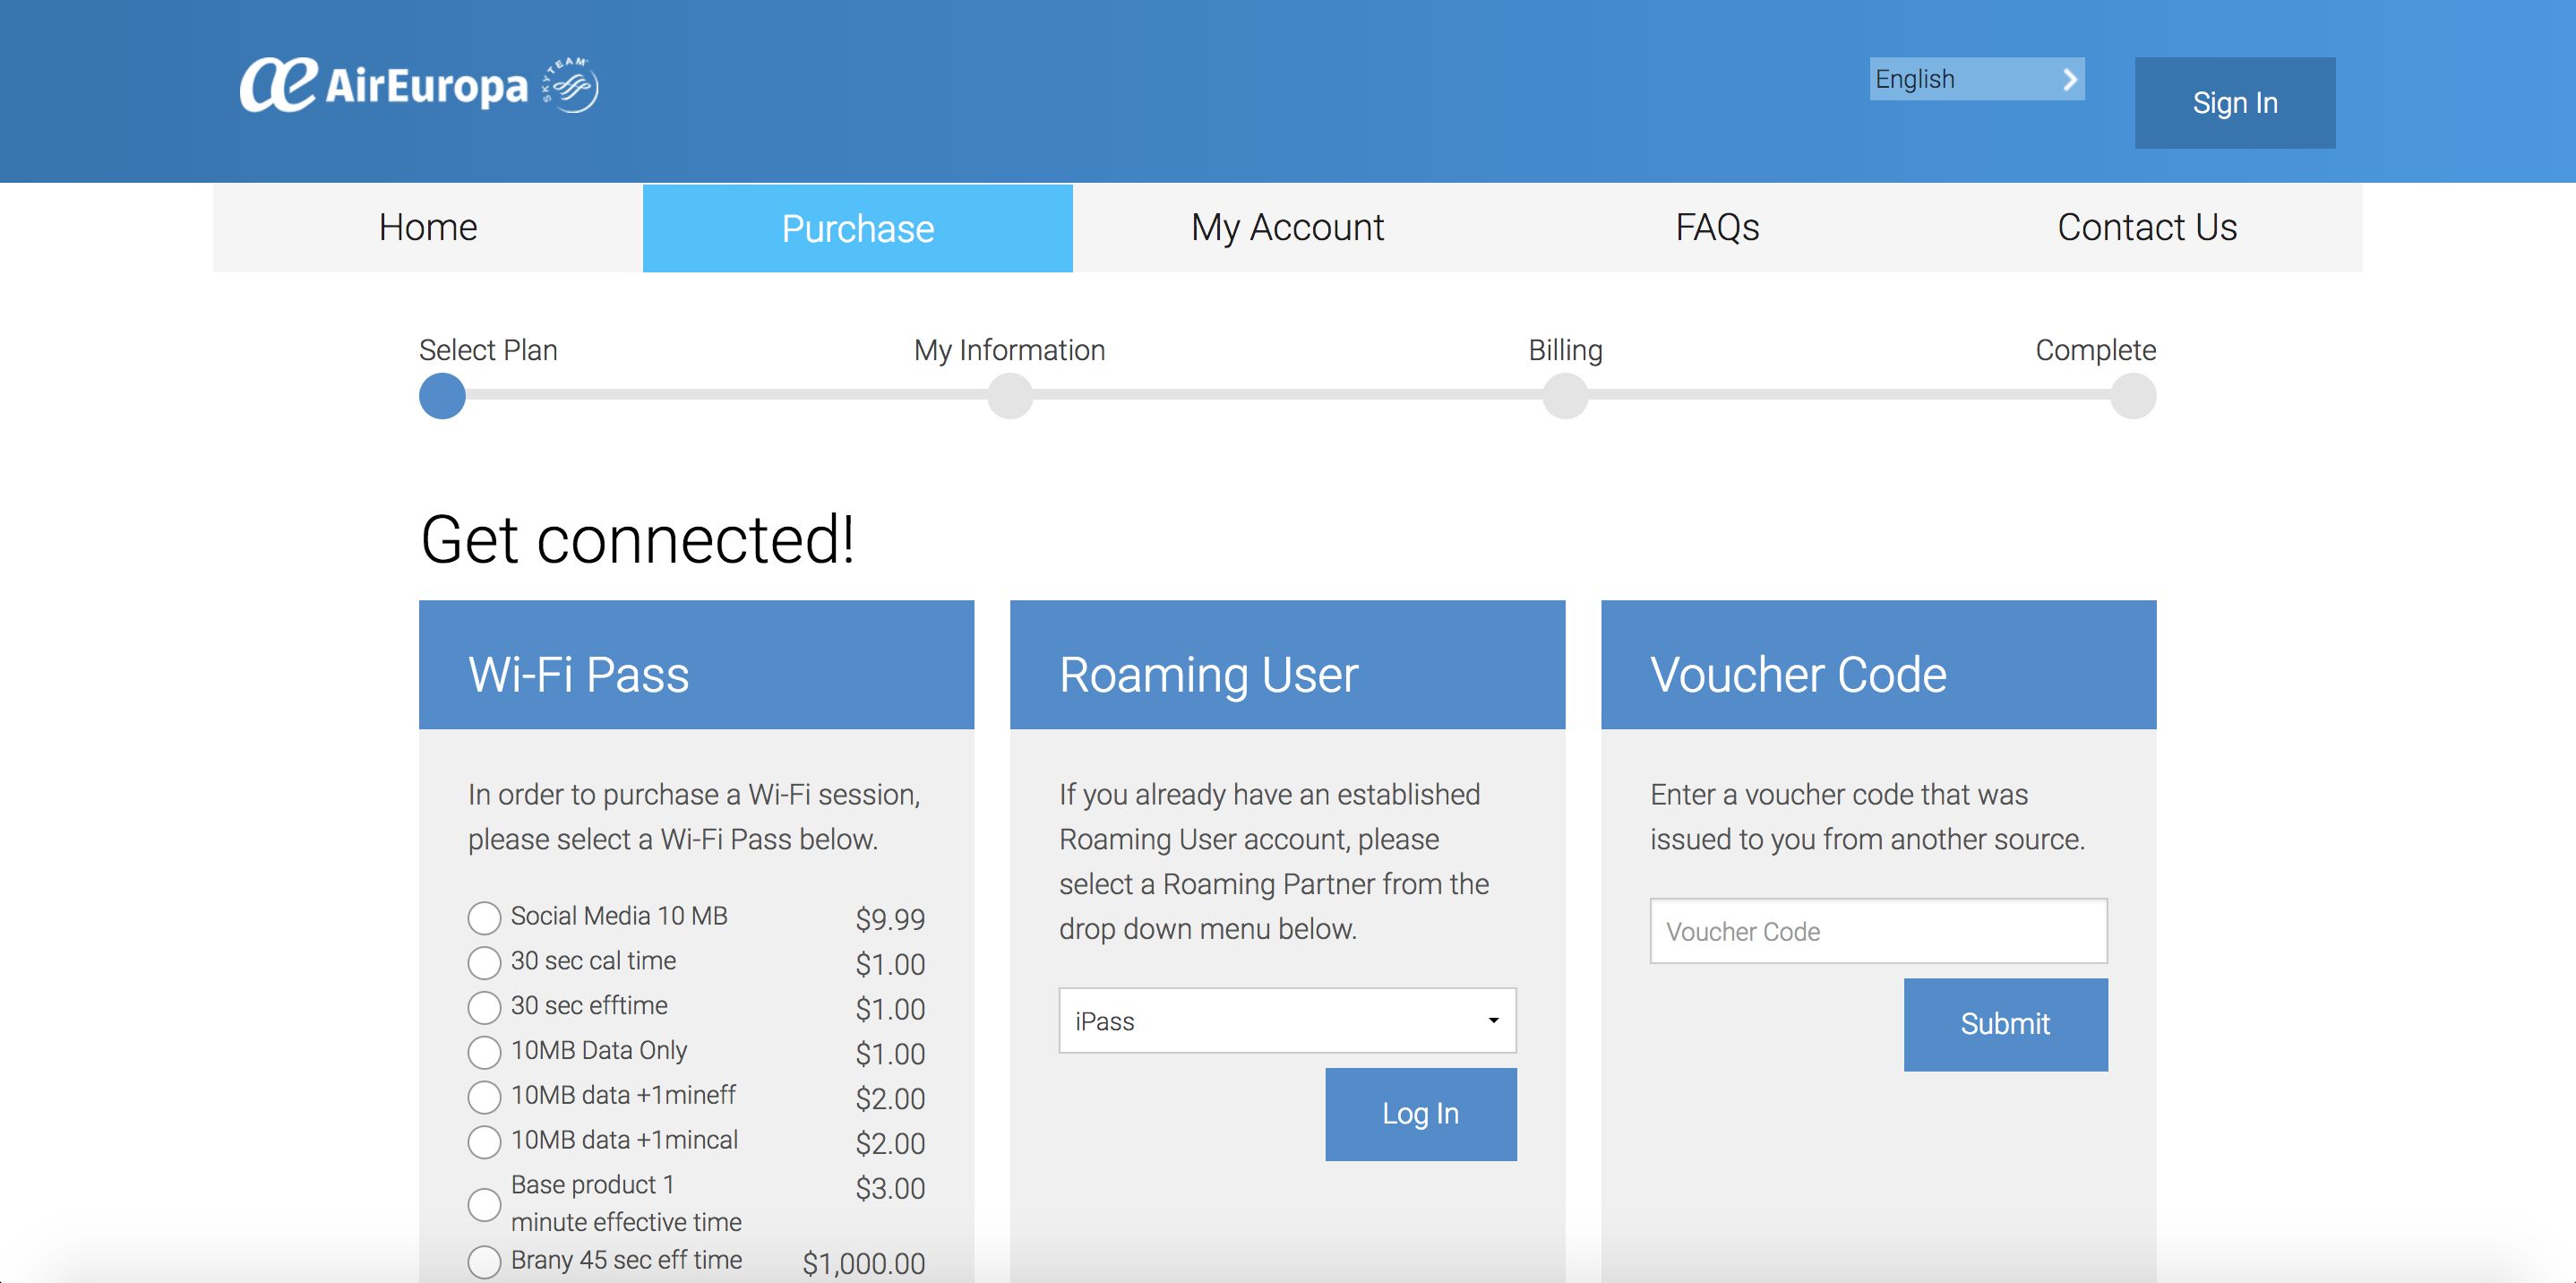 æ AirEuropa SKYTEAM
English
Sign In
Home
Purchase
My Account
FAQs
Contact Us
Select Plan
My Information
Billing
Complete
Get connected!
Wi-Fi Pass
In order to purchase a Wi-Fi session,
please select a Wi-Fi Pass below.
Social Media 10 MB $9.99
30 sec cal time $1.00
30 sec efftime $1.00
10MB Data Only $1.00
10MB data +1mineff $2.00
10MB data +1mincal $2.00
Base product 1 $3.00
minute effective time
Brany 45 sec eff time $1,000.00
Roaming User
If you already have an established
Roaming User account, please
select a Roaming Partner from the
drop down menu below.
iPass
Log In
Voucher Code
Enter a voucher code that was
issued to you from another source.
Voucher Code
Submit